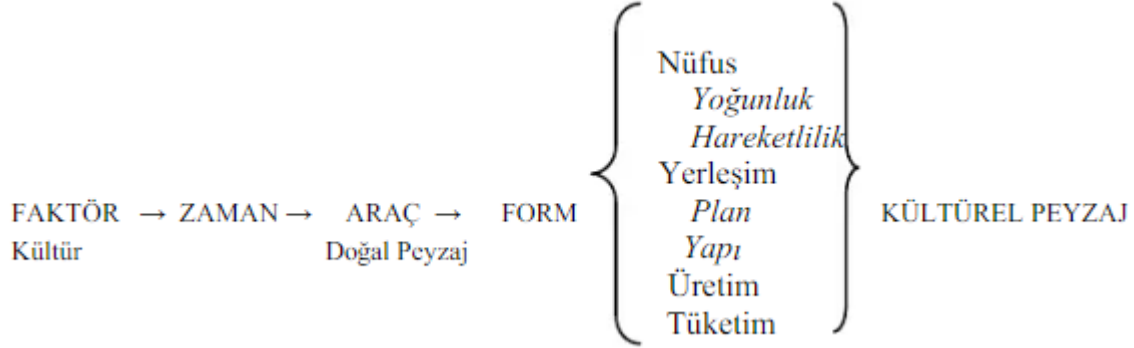 Nüfus
Yoğunluk
Hareketlilik
Yerleşim
FAKTÖR → ZAMAN → ARAÇ → FORM Plan KÜLTÜREL PEYZAJ
Kültür Doğal Peyzaj Yapı
Üretim
Tüketim